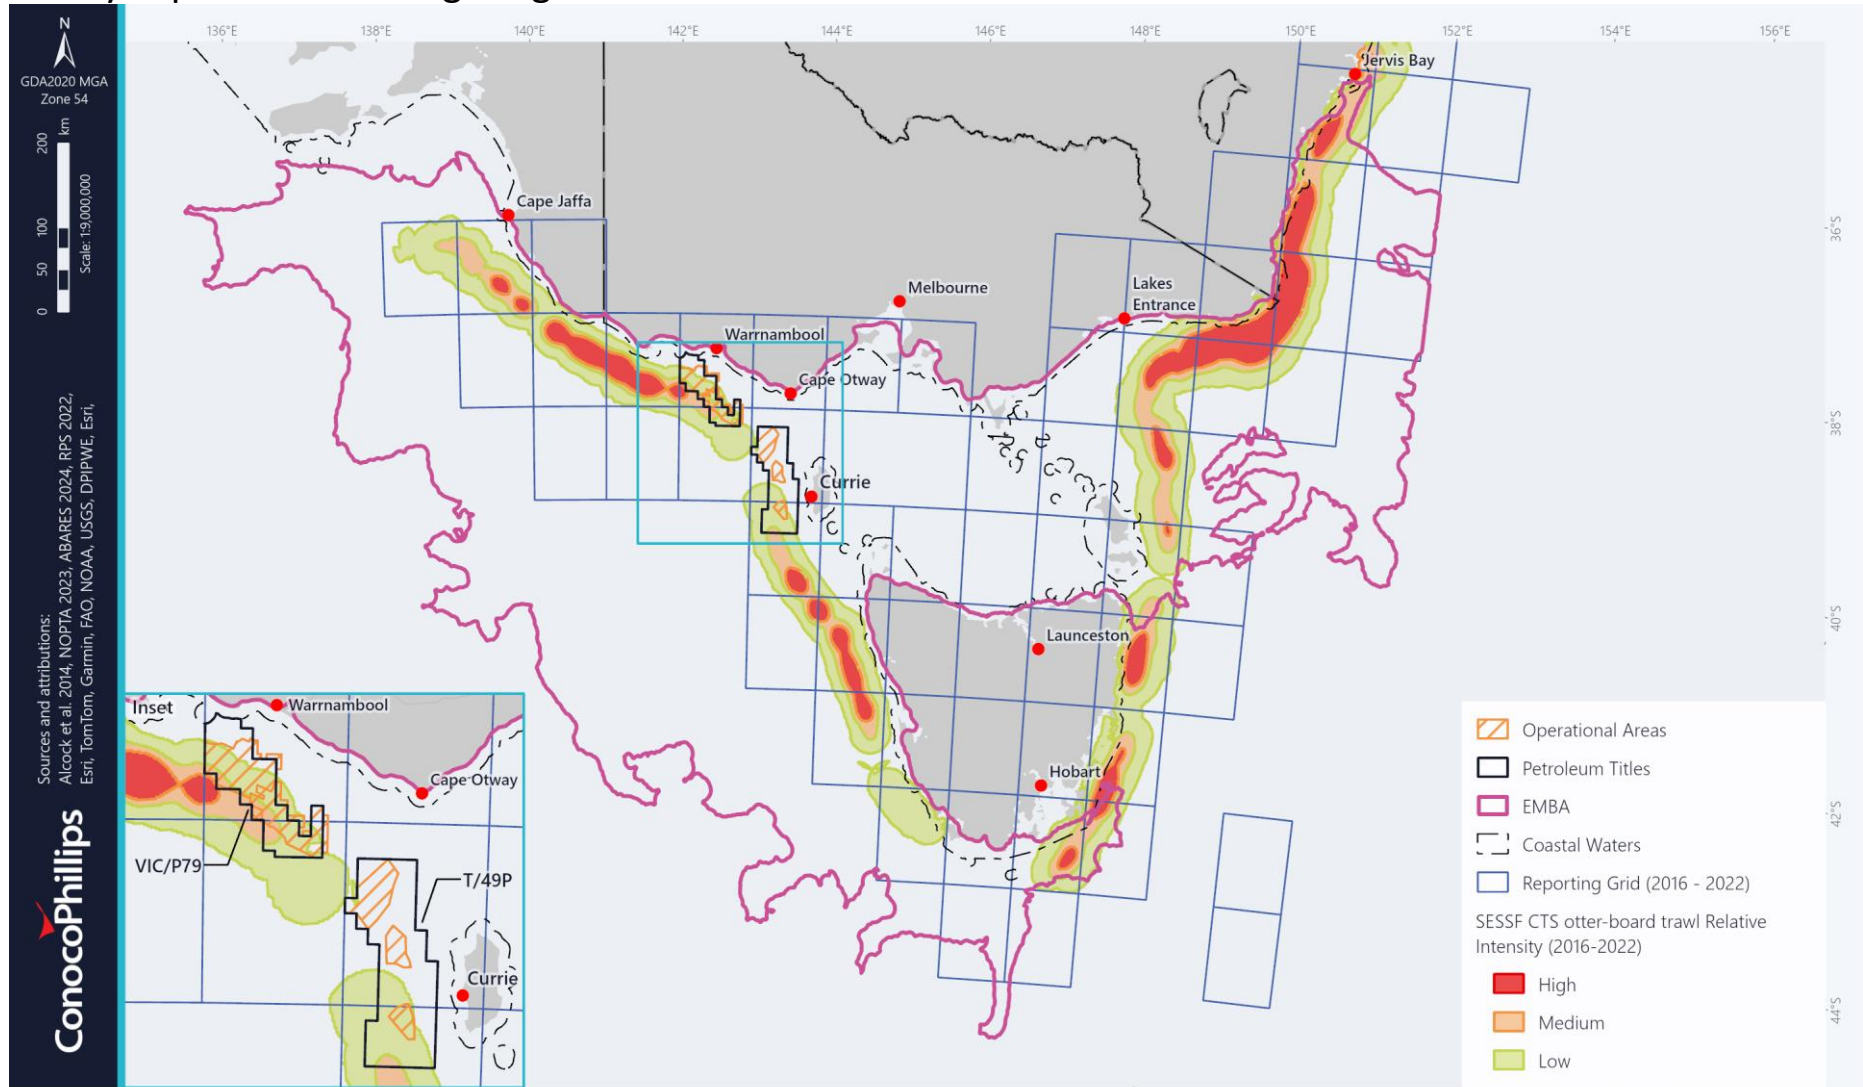 136°E 138°E 140°E 142°E 144°E 146°E 148°E 150°E 152°E 154°E 156°E
N
GDA2020 MGA
Zone 54
0 50 100 200
km
Scale: 1:9,000,000
Sources and attributions:
Alcock et al. 2014, NOPTA 2023, ABARES 2024, RPS 2022,
Esri, TomTom, Garmin, FAO, NOAA, USGS, DPIPWE, Esri,
ConocoPhillips
Jervis Bay
Cape Jaffa
Melbourne
Lakes
Entrance
Warrnambool
Cape Otway
Currie
Launceston
Hobart
36°S
38°S
40°S
42°S
44°S
Inset
Warrnambool
Cape Otway
VIC/P79
T/49P
Currie
Operational Areas
Petroleum Titles
EMBA
Coastal Waters
Reporting Grid (2016 - 2022)
SESSF CTS otter-board trawl Relative
Intensity (2016-2022)
High
Medium
Low